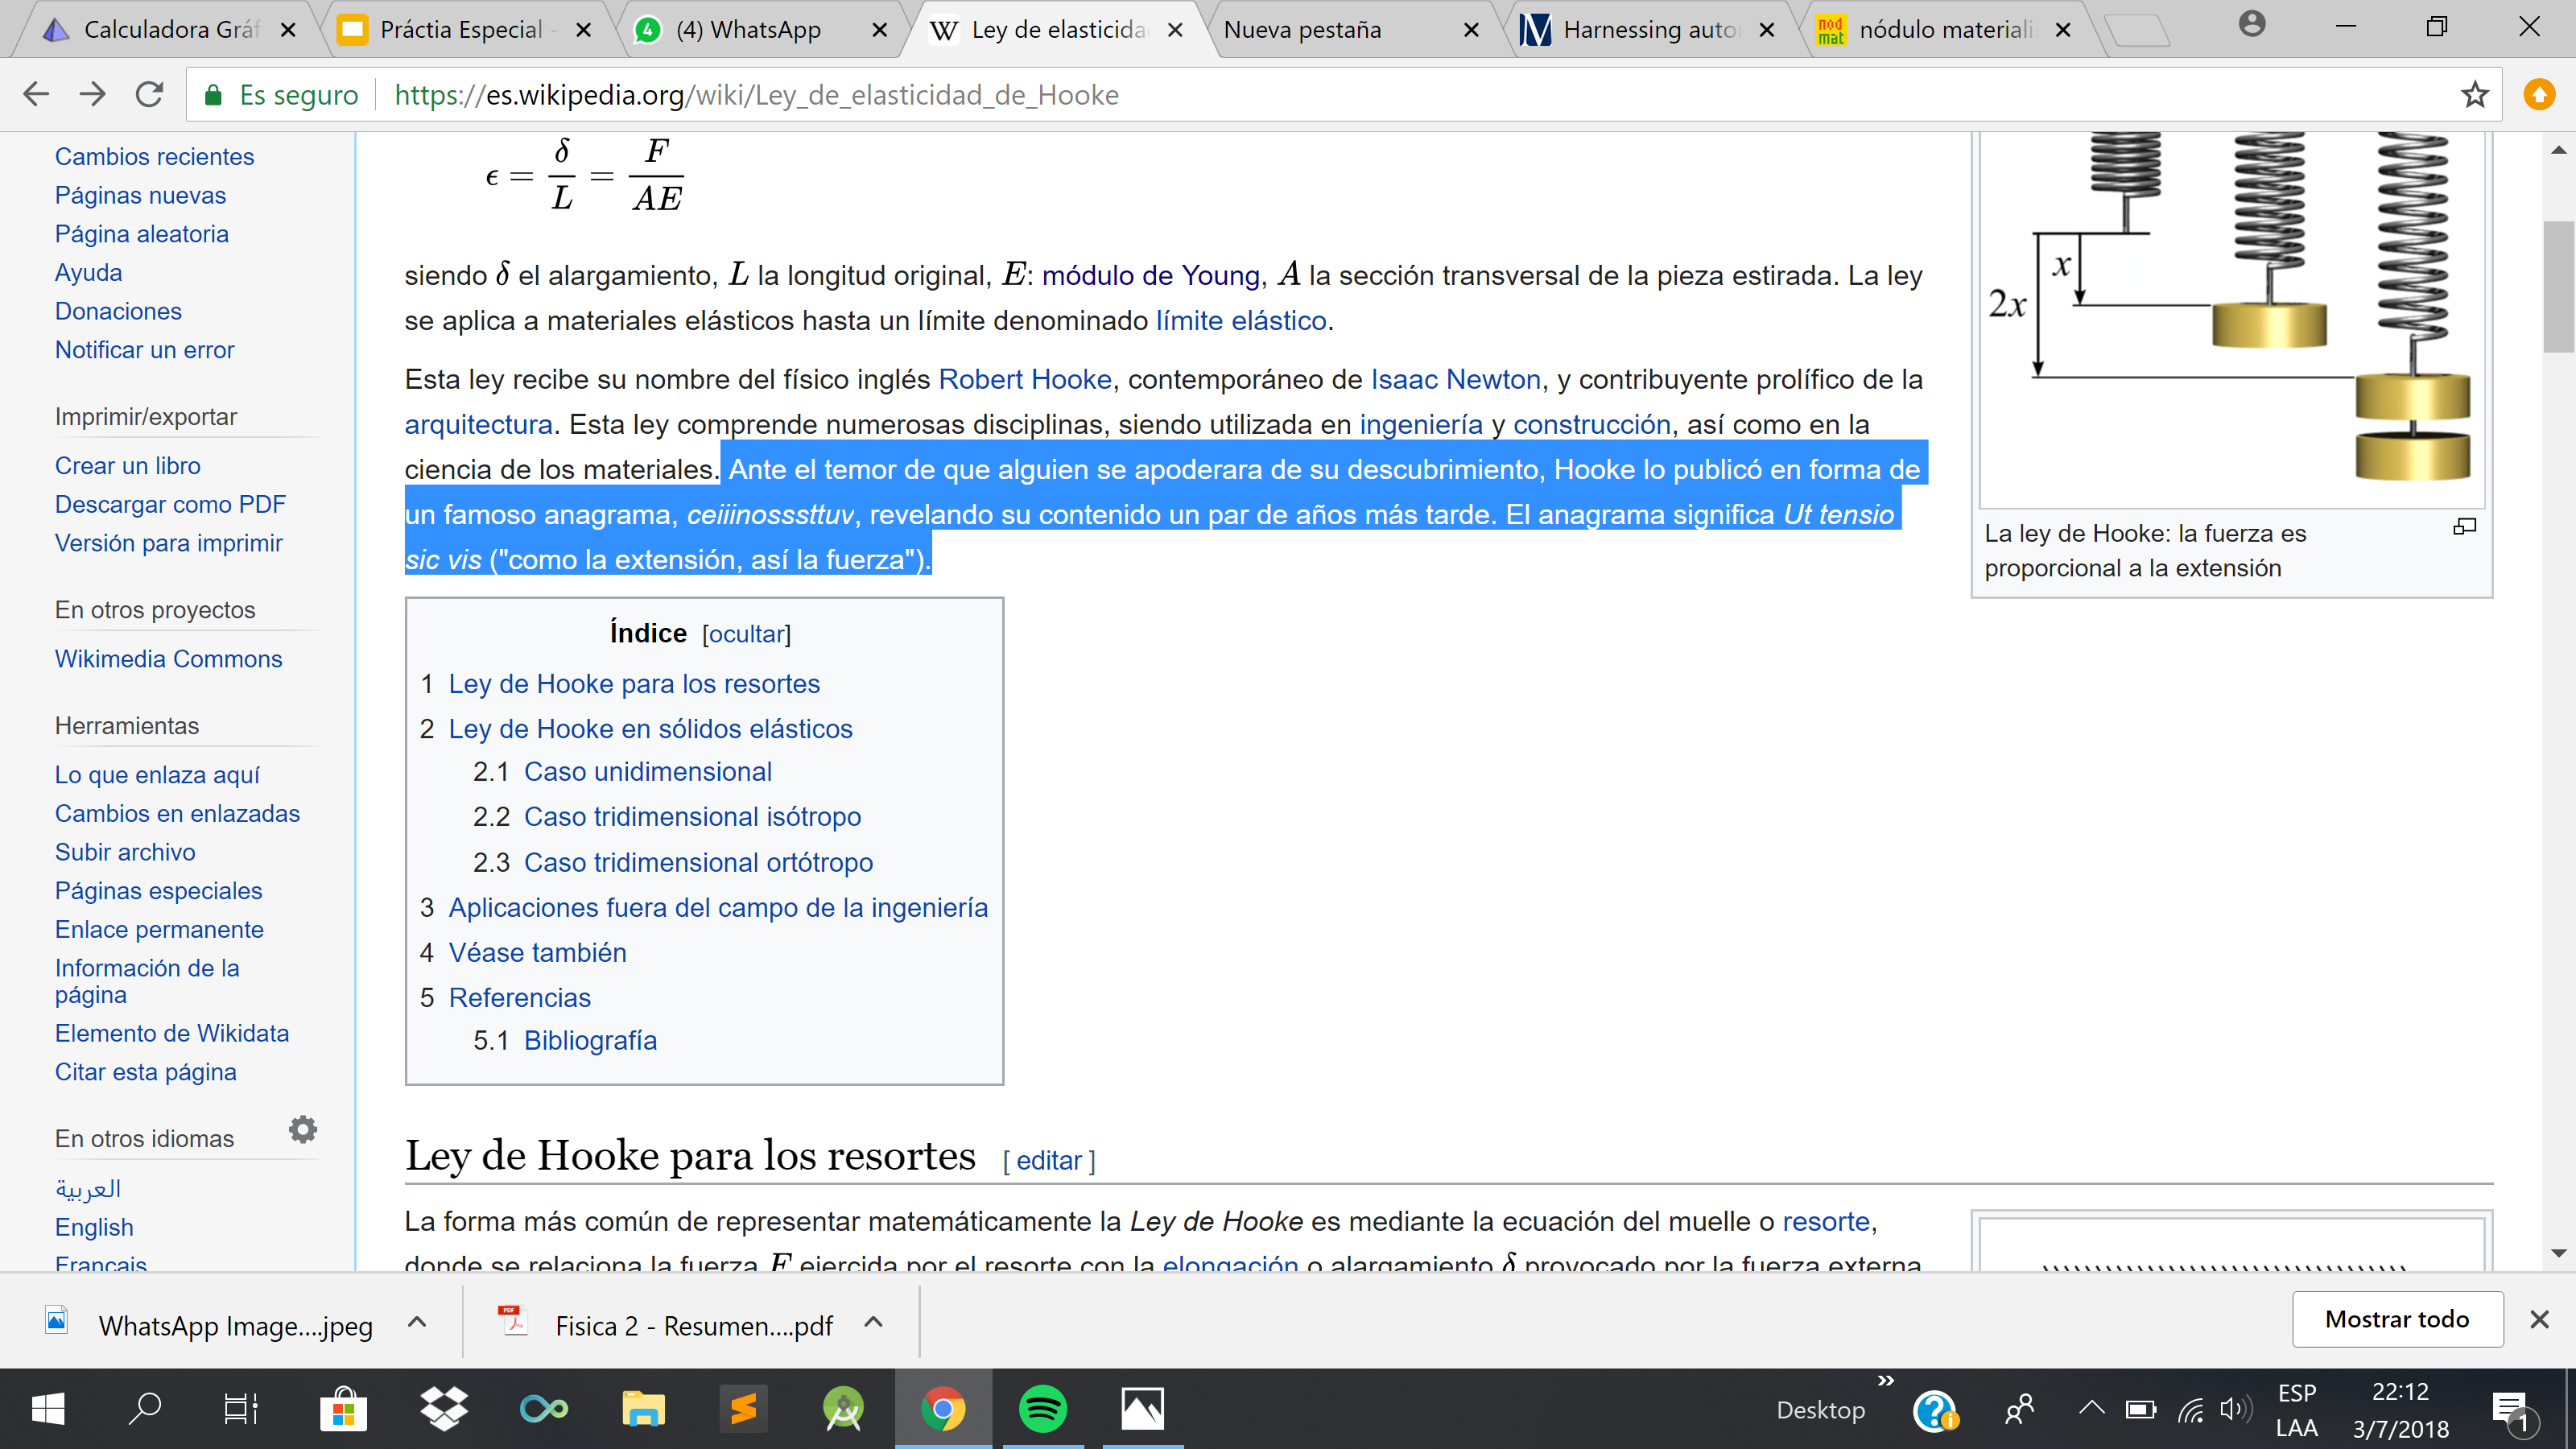 Calculadora Gráf
Práctia Especial -
(4) WhatsApp
Ley de elasticida
Nueva pestaña
Harnessing auto
nódulo materiali
Es seguro
https://es.wikipedia.org/wiki/Ley_de_elasticidad_de_Hooke
Cambios recientes
Páginas nuevas
Página aleatoria
Ayuda
Donaciones
Notificar un error
Imprimir/exportar
Crear un libro
Descargar como PDF
Versión para imprimir
En otros proyectos
Wikimedia Commons
Herramientas
Lo que enlaza aquí
Cambios en enlazadas
Subir archivo
Páginas especiales
Enlace permanente
Información de la
página
Elemento de Wikidata
Citar esta página
En otros idiomas
العربية
English
Français
ϵ = δ/L = F/AE
siendo δ el alargamiento, L la longitud original, E: módulo de Young, A la sección transversal de la pieza estirada. La ley
se aplica a materiales elásticos hasta un límite denominado límite elástico.
Esta ley recibe su nombre del físico inglés Robert Hooke, contemporáneo de Isaac Newton, y contribuyente prolífico de la
arquitectura. Esta ley comprende numerosas disciplinas, siendo utilizada en ingeniería y construcción, así como en la
ciencia de los materiales. Ante el temor de que alguien se apoderara de su descubrimiento, Hooke lo publicó en forma de
un famoso anagrama, ceiiinosssttuv, revelando su contenido un par de años más tarde. El anagrama significa Ut tensio
sic vis ("como la extensión, así la fuerza").
x
2x
La ley de Hooke: la fuerza es
proporcional a la extensión
Índice [ocultar]
1 Ley de Hooke para los resortes
2 Ley de Hooke en sólidos elásticos
2.1 Caso unidimensional
2.2 Caso tridimensional isótropo
2.3 Caso tridimensional ortótropo
3 Aplicaciones fuera del campo de la ingeniería
4 Véase también
5 Referencias
5.1 Bibliografía
Ley de Hooke para los resortes [ editar ]
La forma más común de representar matemáticamente la Ley de Hooke es mediante la ecuación del muelle o resorte,
donde se relaciona la fuerza F ejercida por el resorte con la elongación o alargamiento δ provocado por la fuerza externa
WhatsApp Image....jpeg
Fisica 2 - Resumen....pdf
Mostrar todo
Desktop
ESP
LAA
22:12
3/7/2018
1